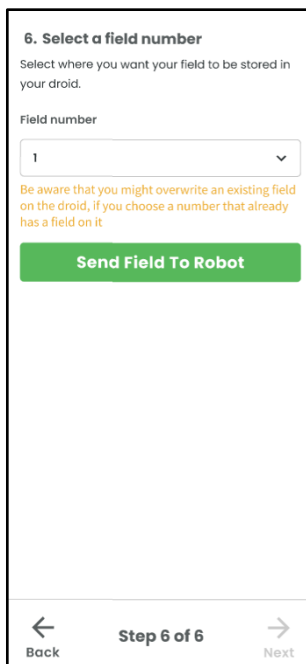 6. Select a field number
Select where you want your field to be stored in
your droid.
Field number
1
Be aware that you might overwrite an existing field
on the droid, if you choose a number that already
has a field on it
Send Field To Robot
Back
Step 6 of 6
Next